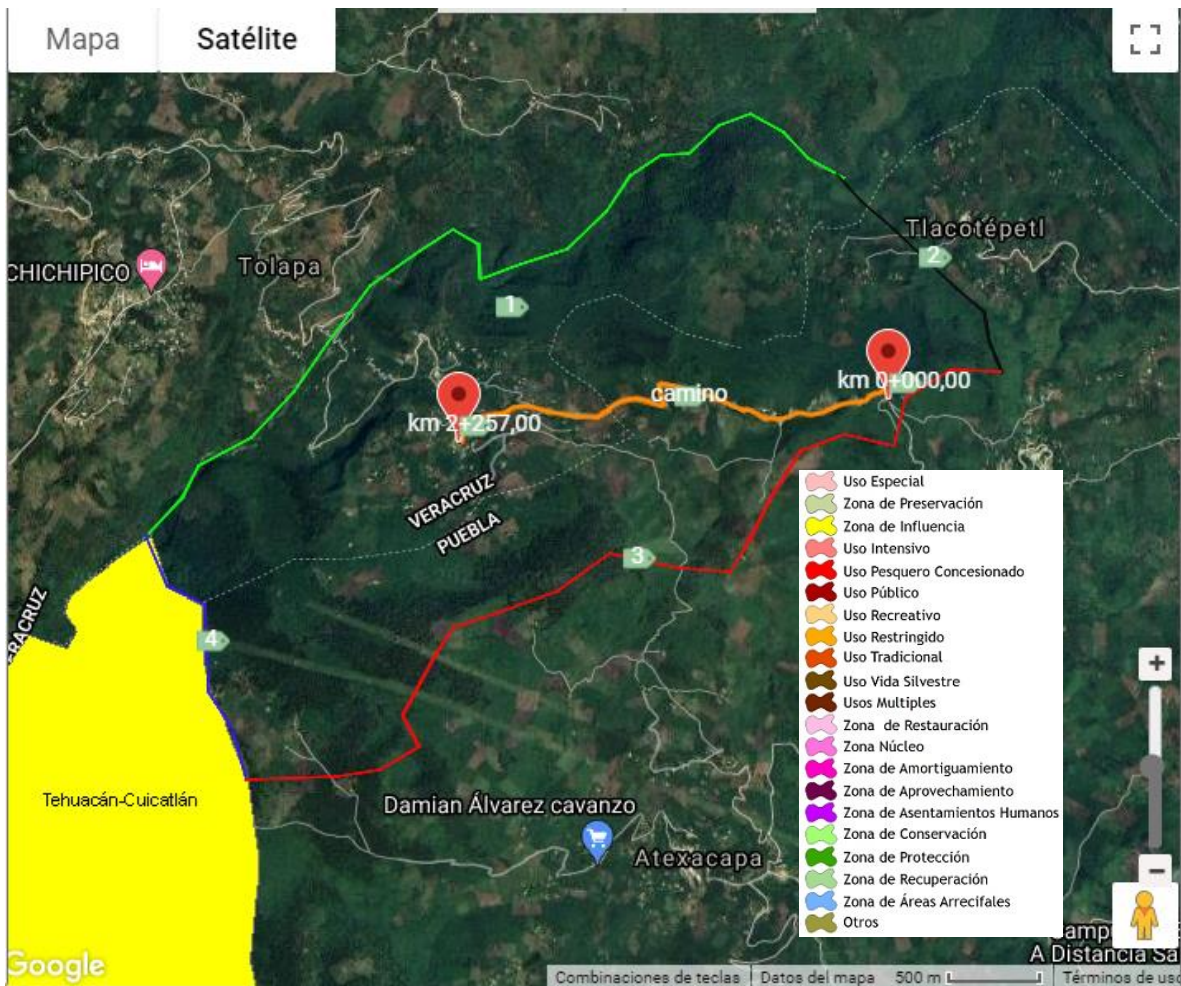 Mapa
Satélite
Tlacotépetl
2
CHICHIPICO
Tolapa
1
km 0+000,00
camino
km 2+257,00
VERACRUZ
PUEBLA
3
4
Tehuacán-Cuicatlán
Damian Álvarez cavanzo
Atexacapa
Uso Especial
Zona de Preservación
Zona de Influencia
Uso Intensivo
Uso Pesquero Concesionado
Uso Público
Uso Recreativo
Uso Restringido
Uso Tradicional
Uso Vida Silvestre
Usos Multiples
Zona de Restauración
Zona Núcleo
Zona de Amortiguamiento
Zona de Aprovechamiento
Zona de Asentamientos Humanos
Zona de Conservación
Zona de Protección
Zona de Recuperación
Zona de Áreas Arrecifales
Otros
+
−
A Distancia Sa
Google
Combinaciones de teclas
Datos del mapa
500 m
Términos de uso